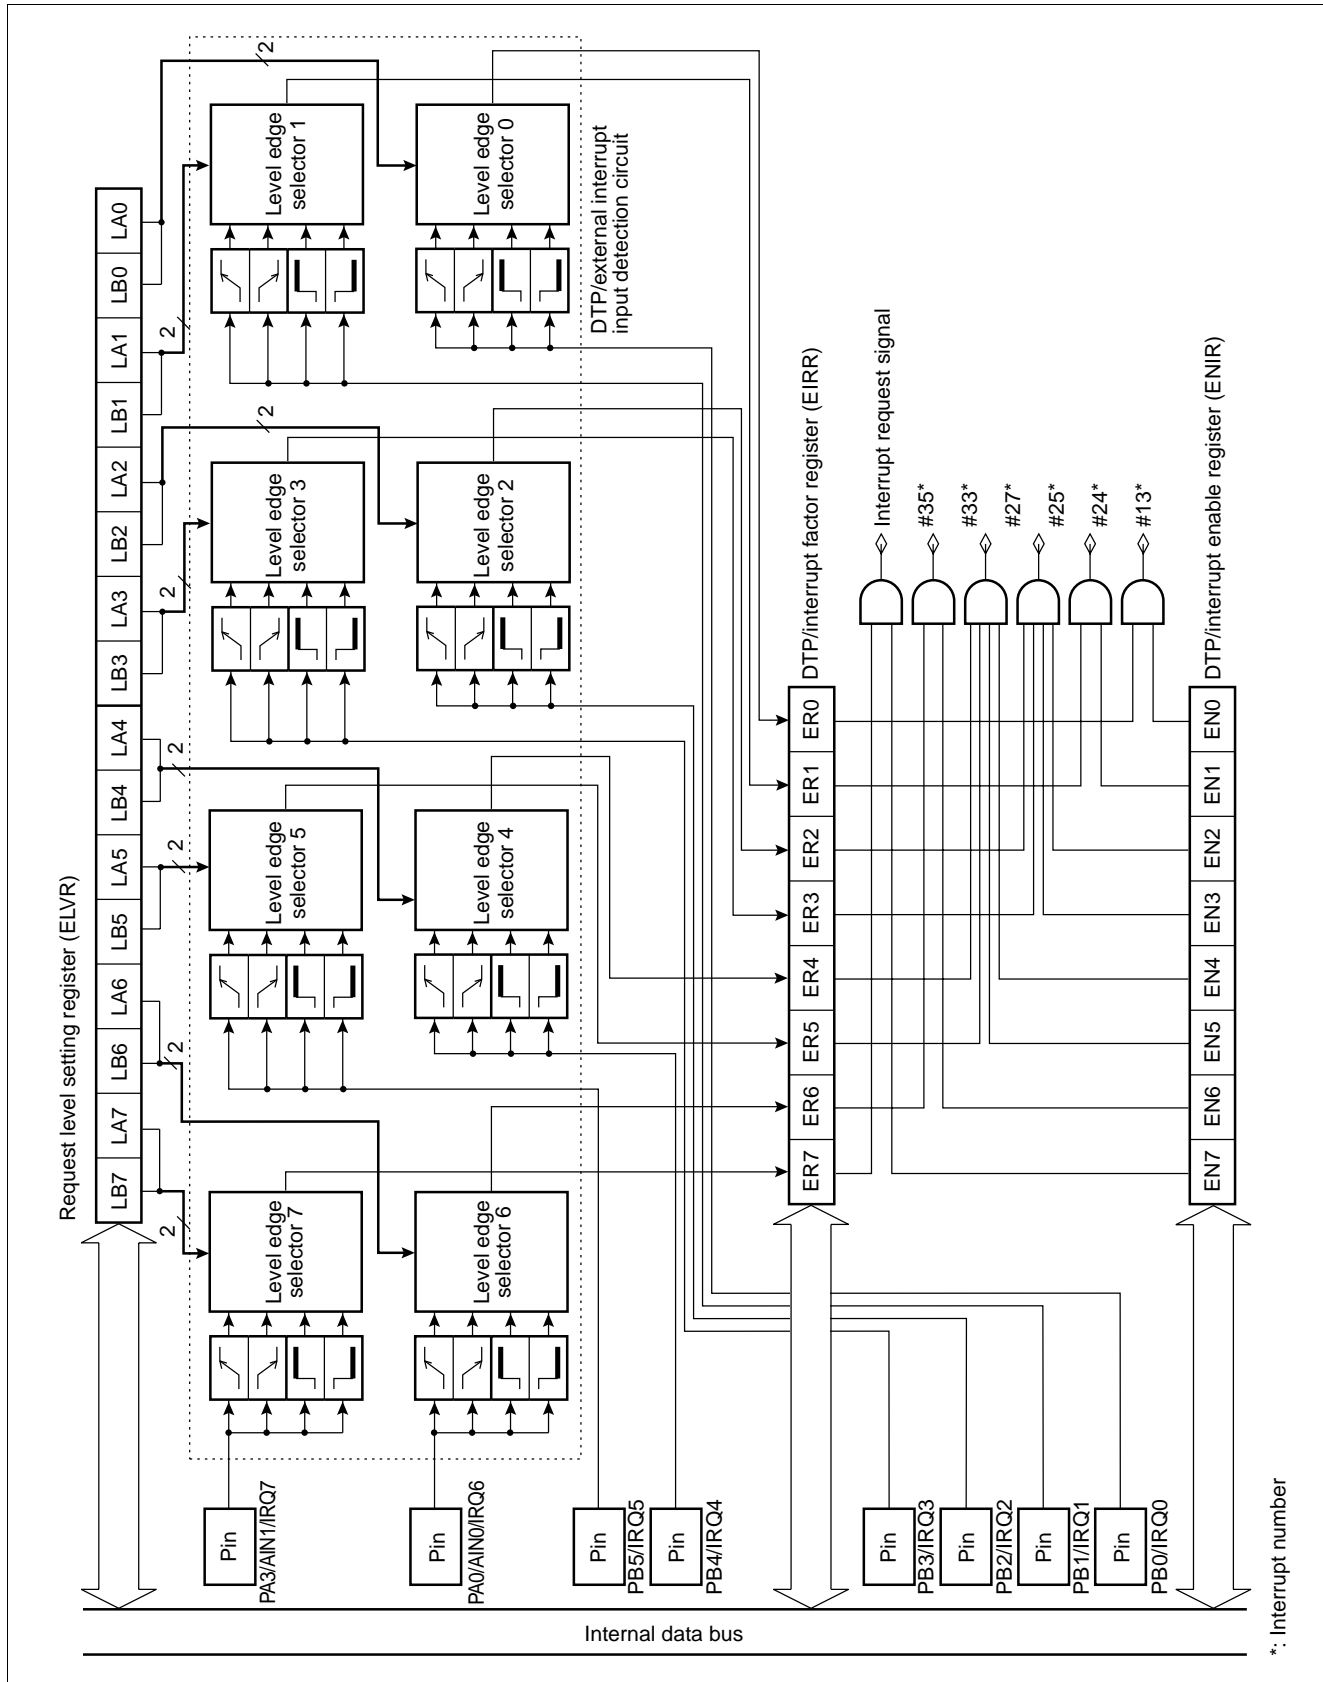 Request level setting register (ELVR)
LB7 LA7 LB6 LA6 LB5 LA5 LB4 LA4 LB3 LA3 LB2 LA2 LB1 LA1 LB0 LA0
2 2 2 2 2 2 2 2
Pin
PA3/AIN1/IRQ7
Level edge
selector 7
Level edge
selector 5
Level edge
selector 3
Level edge
selector 1
Pin
PA0/AIN0/IRQ6
Level edge
selector 6
Level edge
selector 4
Level edge
selector 2
Level edge
selector 0
DTP/external interrupt
input detection circuit
Pin
PB5/IRQ5
Pin
PB4/IRQ4
Internal data bus
ER7 ER6 ER5 ER4 ER3 ER2 ER1 ER0
DTP/interrupt factor register (EIRR)
Pin
PB3/IRQ3
Pin
PB2/IRQ2
Pin
PB1/IRQ1
Pin
PB0/IRQ0
Interrupt request signal
#35*
#33*
#27*
#25*
#24*
#13*
EN7 EN6 EN5 EN4 EN3 EN2 EN1 EN0
DTP/interrupt enable register (ENIR)
*: Interrupt number